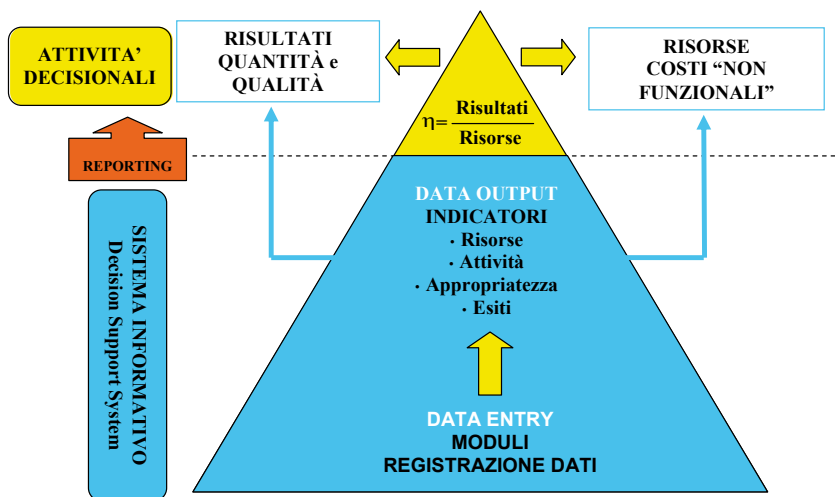 ATTIVITA'
DECISIONALI
RISULTATI
QUANTITÀ e
QUALITÀ
RISORSE
COSTI “NON
FUNZIONALI”
η= Risultati
Risorse
REPORTING
SISTEMA INFORMATIVO
Decision Support System
DATA OUTPUT
INDICATORI
· Risorse
· Attività
· Appropriatezza
· Esiti
DATA ENTRY
MODULI
REGISTRAZIONE DATI